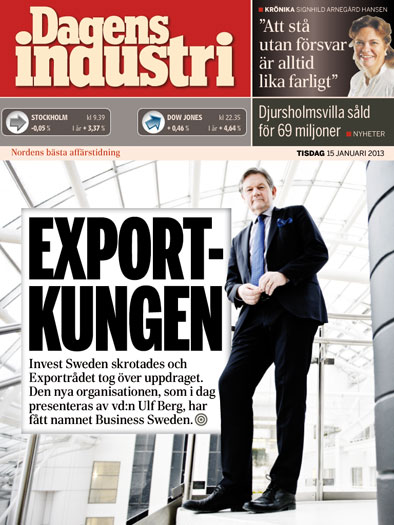 Dagens
industri
KRÖNIKA SIGNHILD ARNEGÅRD HANSEN
”Att stå
utan försvar
är alltid
lika farligt”
STOCKHOLM kl 9.39
-0,05 % I år + 3,37 %
DOW JONES kl 22.35
+ 0,46 % I år + 4,64 %
Djursholmsvilla såld
för 69 miljoner ■ NYHETER
Nordens bästa affärstidning
TISDAG 15 JANUARI 2013
EXPORT-
KUNGEN
Invest Sweden skrotades och
Exportrådet tog över uppdraget.
Den nya organisationen, som i dag
presenteras av vd:n Ulf Berg, har
fått namnet Business Sweden.